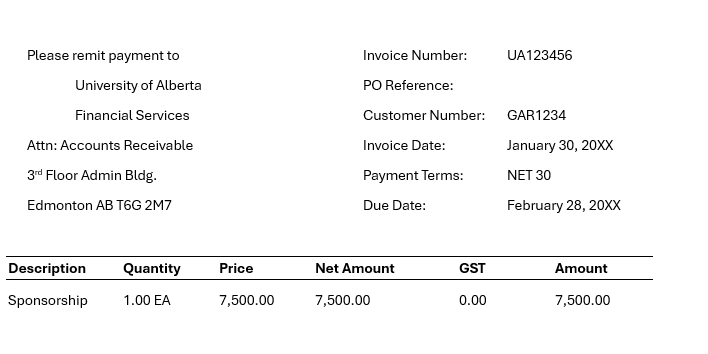 Please remit payment to
University of Alberta
Financial Services
Attn: Accounts Receivable
3rd Floor Admin Bldg.
Edmonton AB T6G 2M7
Invoice Number: UA123456
PO Reference:
Customer Number: GAR1234
Invoice Date: January 30, 20XX
Payment Terms: NET 30
Due Date: February 28, 20XX
Description Quantity Price Net Amount GST Amount
Sponsorship 1.00 EA 7,500.00 7,500.00 0.00 7,500.00